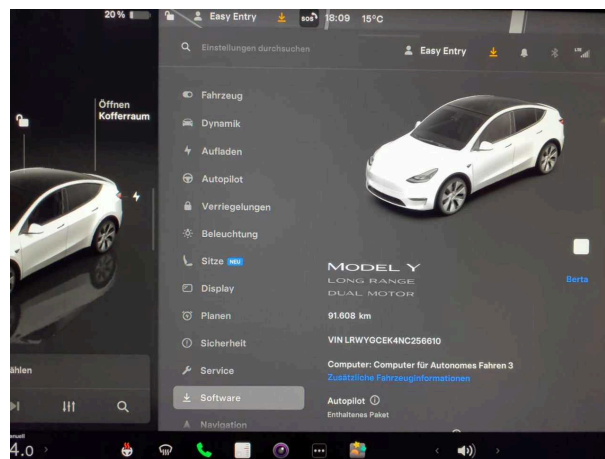 20 %
Easy Entry
SOS
18:09
15°C
Einstellungen durchsuchen
Easy Entry
LTE
Öffnen
Kofferraum
Fahrzeug
Dynamik
Aufladen
Autopilot
Verriegelungen
Beleuchtung
Sitze NEU
Display
Planen
Sicherheit
Service
Software
Navigation
MODEL Y
LONG RANGE
DUAL MOTOR
Berta
91.608 km
VIN LRWYGCEK4NC256610
Computer: Computer für Autonomes Fahren 3
Zusätzliche Fahrzeuginformationen
Autopilot
Enthaltenes Paket
ählen
anuell
4.0